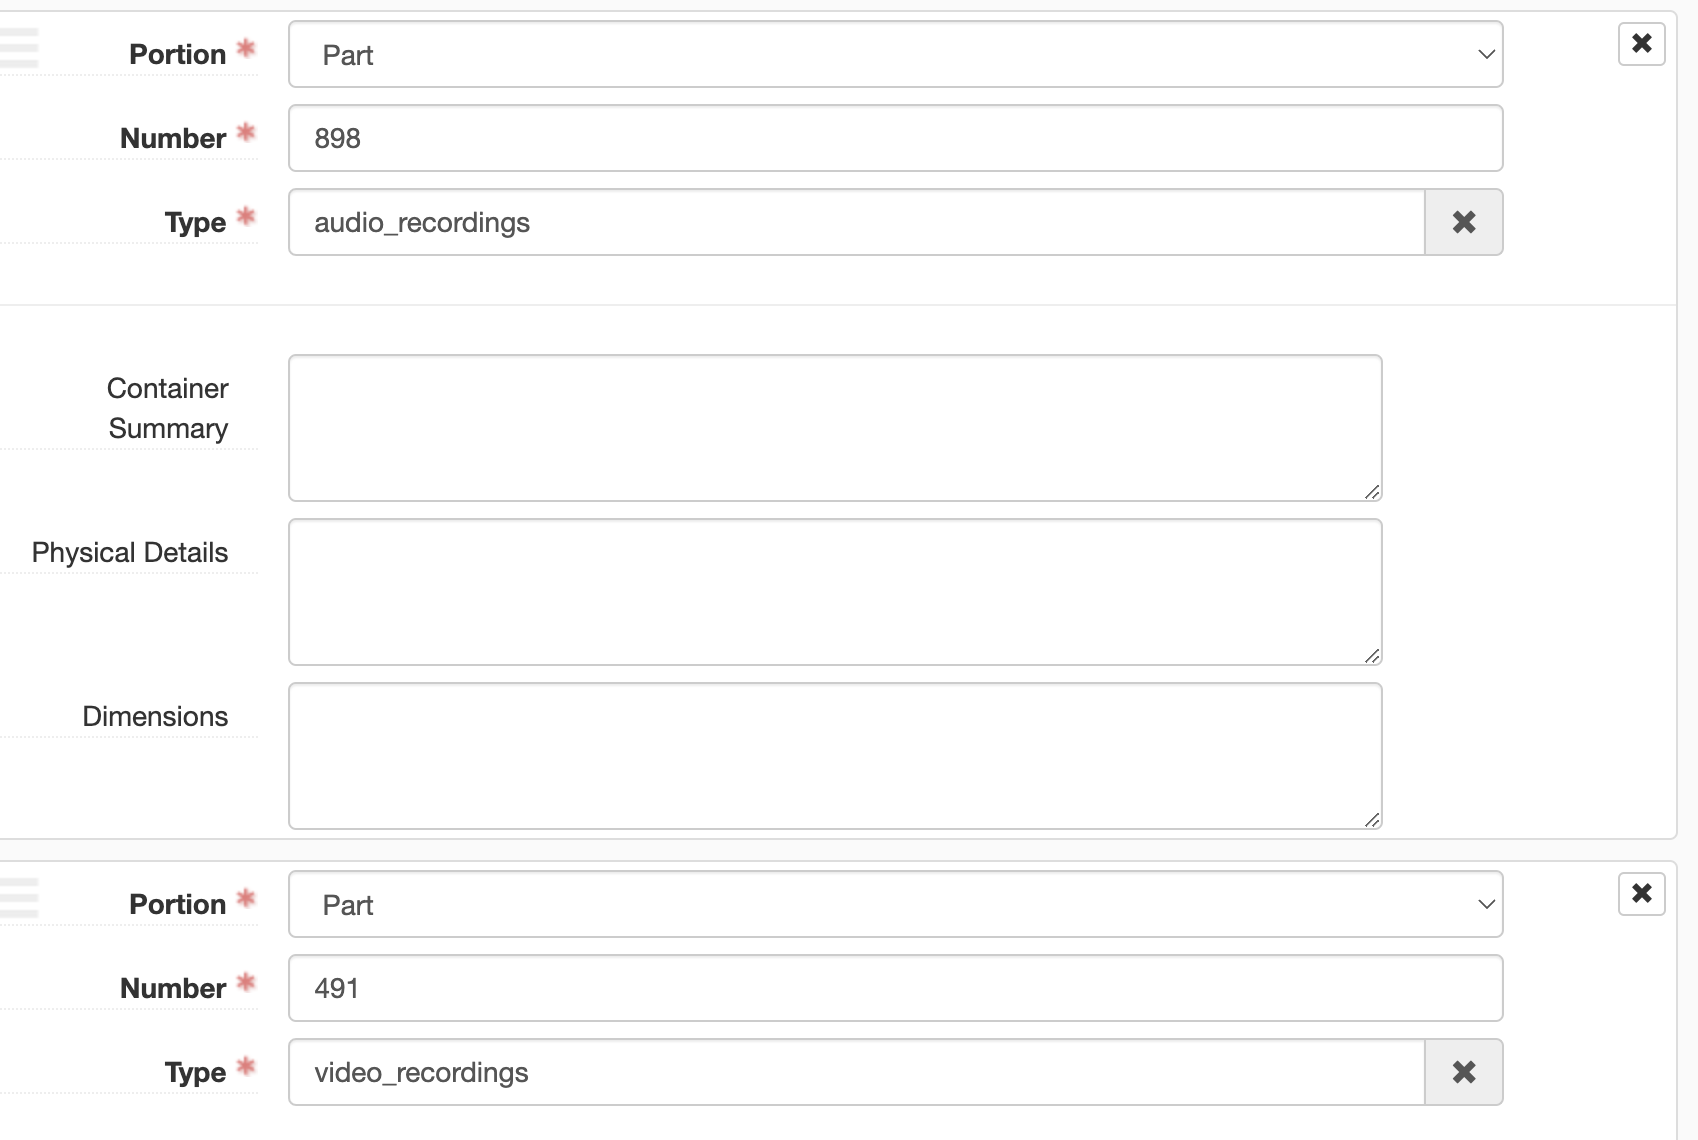 Portion * Part
Number * 898
Type * audio_recordings
Container
Summary
Physical Details
Dimensions
Portion * Part
Number * 491
Type * video_recordings